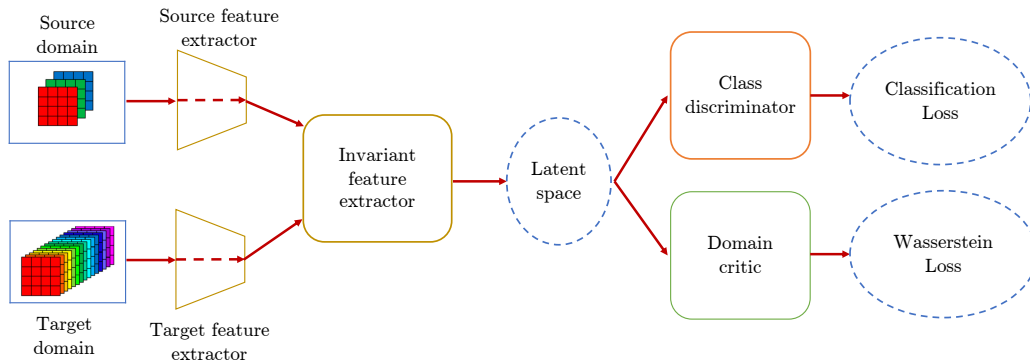 Source
domain
Source feature
extractor
Target
domain
Target feature
extractor
Invariant
feature
extractor
Latent
space
Class
discriminator
Classification
Loss
Domain
critic
Wasserstein
Loss